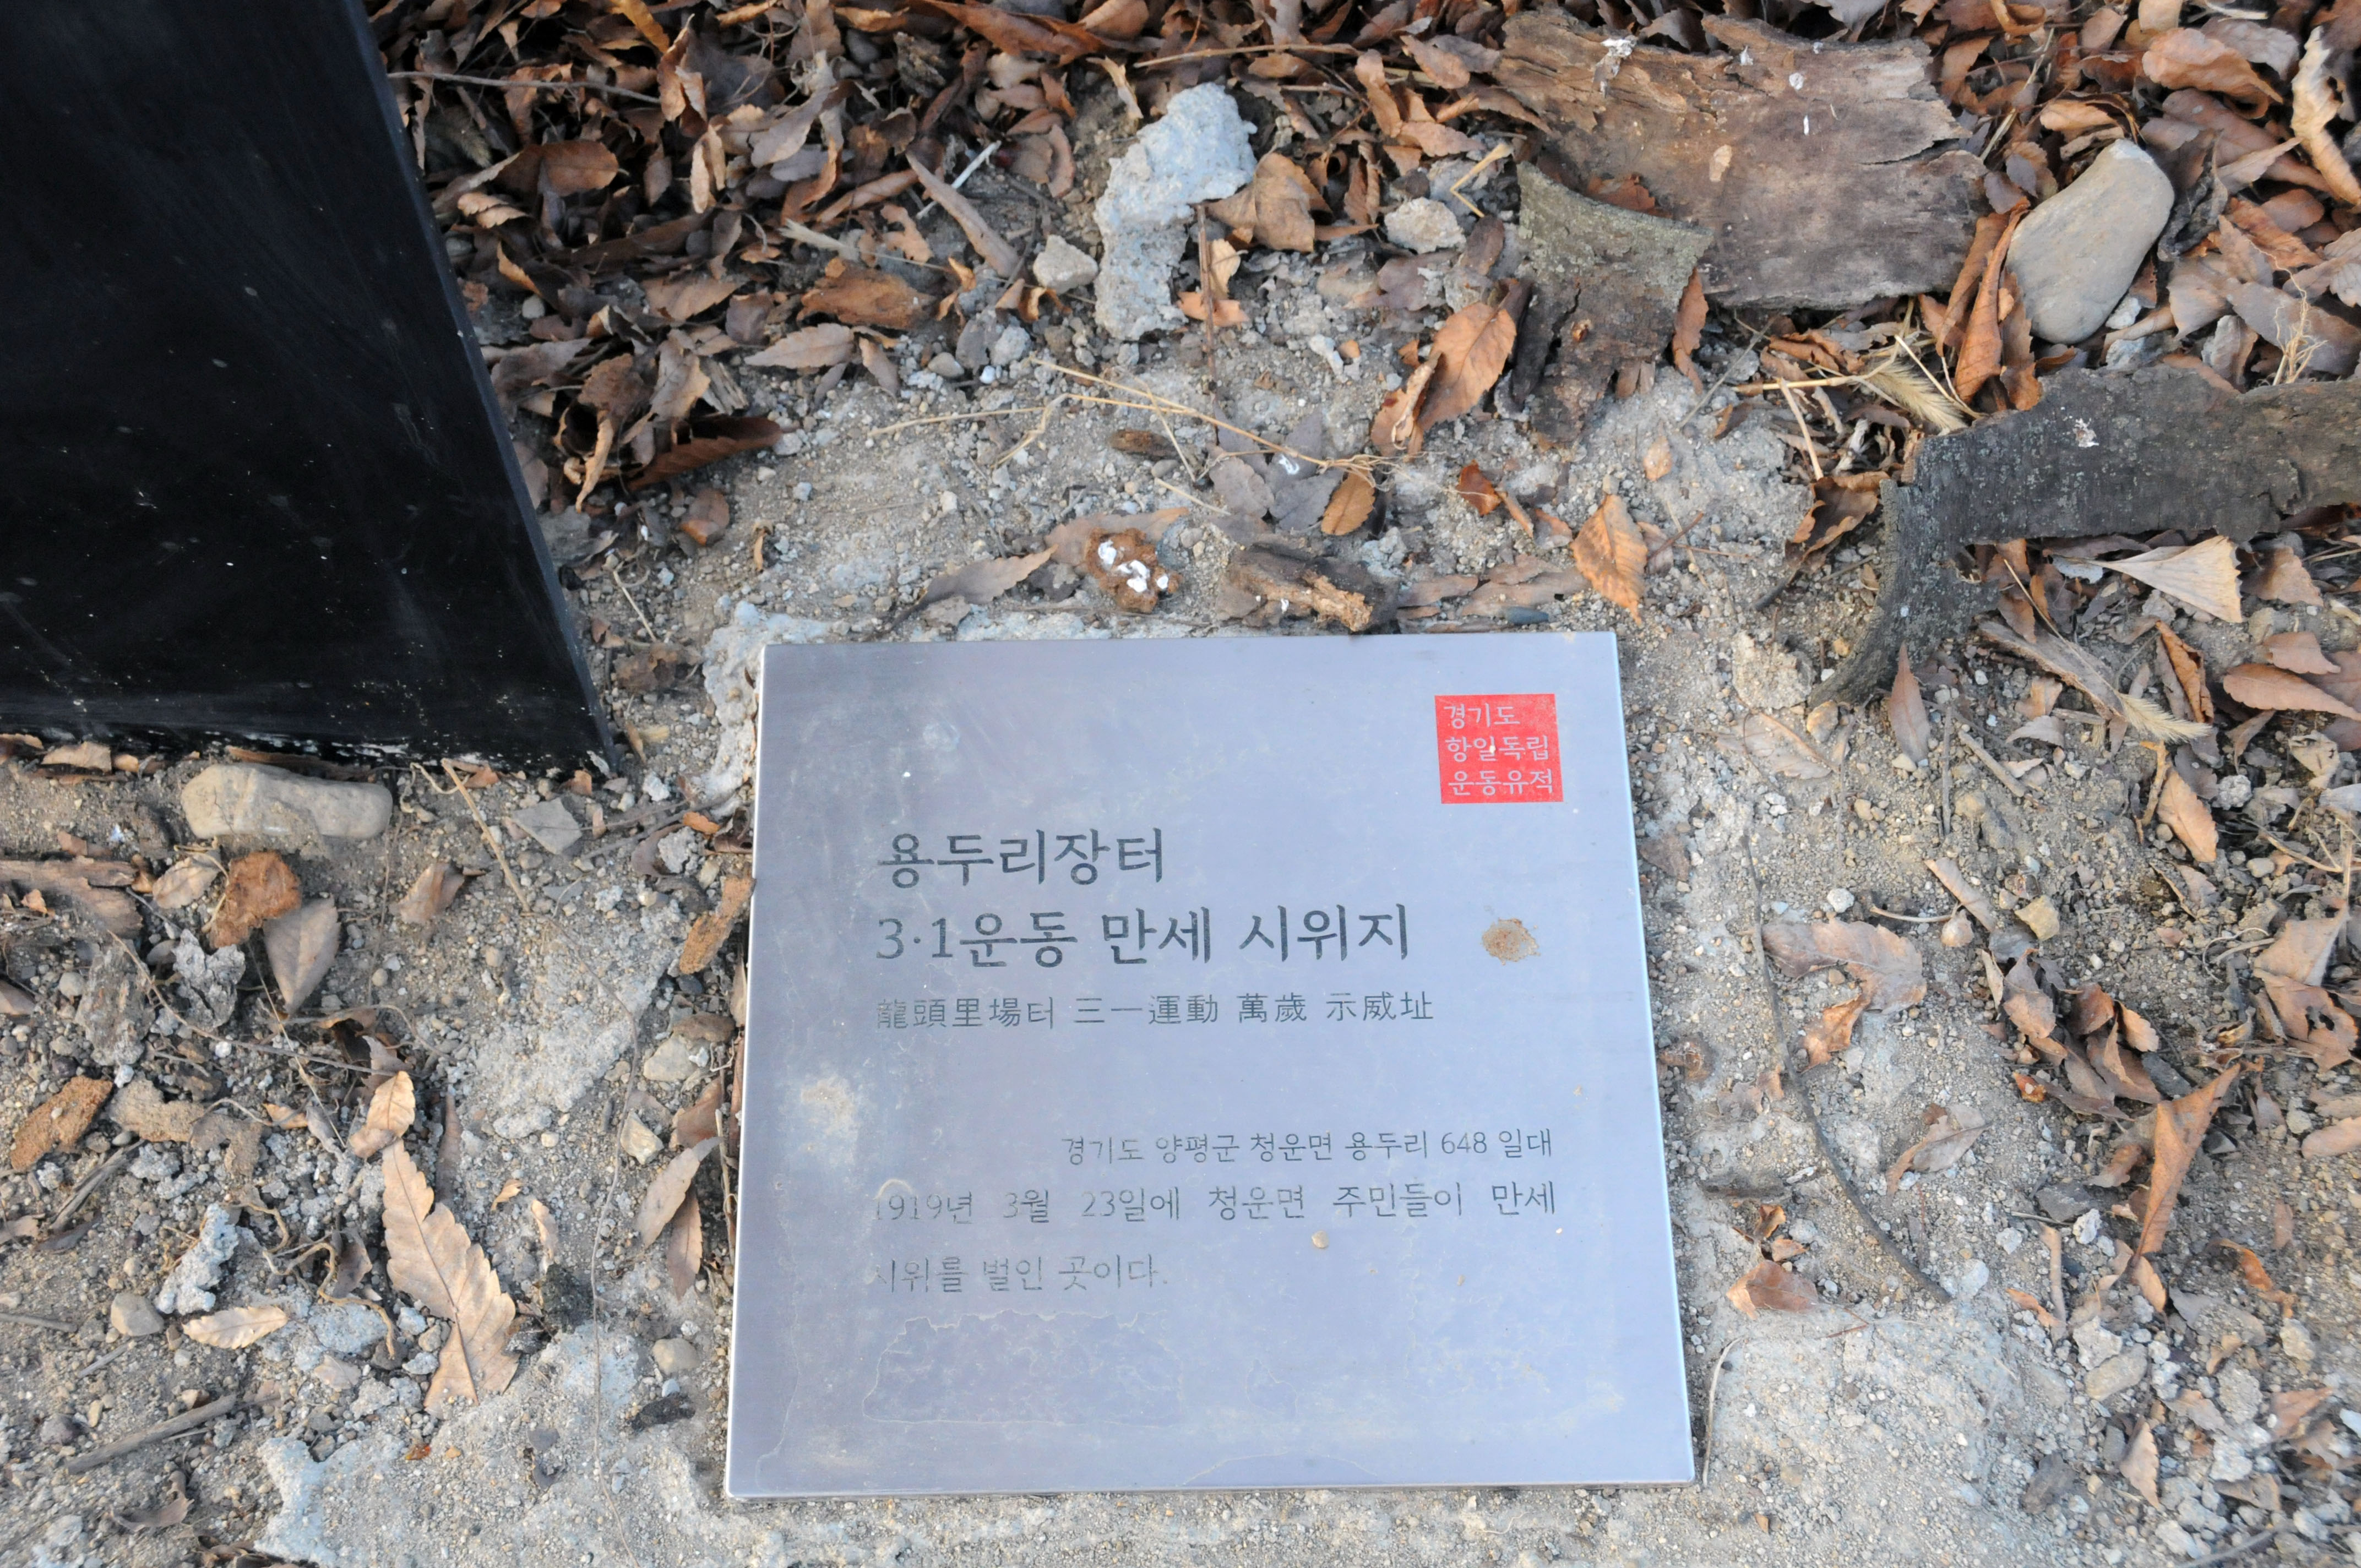 경기도
항일독립
운동유적
용두리장터
3·1운동 만세 시위지
龍頭里場터 三一運動 萬歲 示威址
경기도 양평군 청운면 용두리 648 일대
1919년 3월 23일에 청운면 주민들이 만세
시위를 벌인 곳이다.